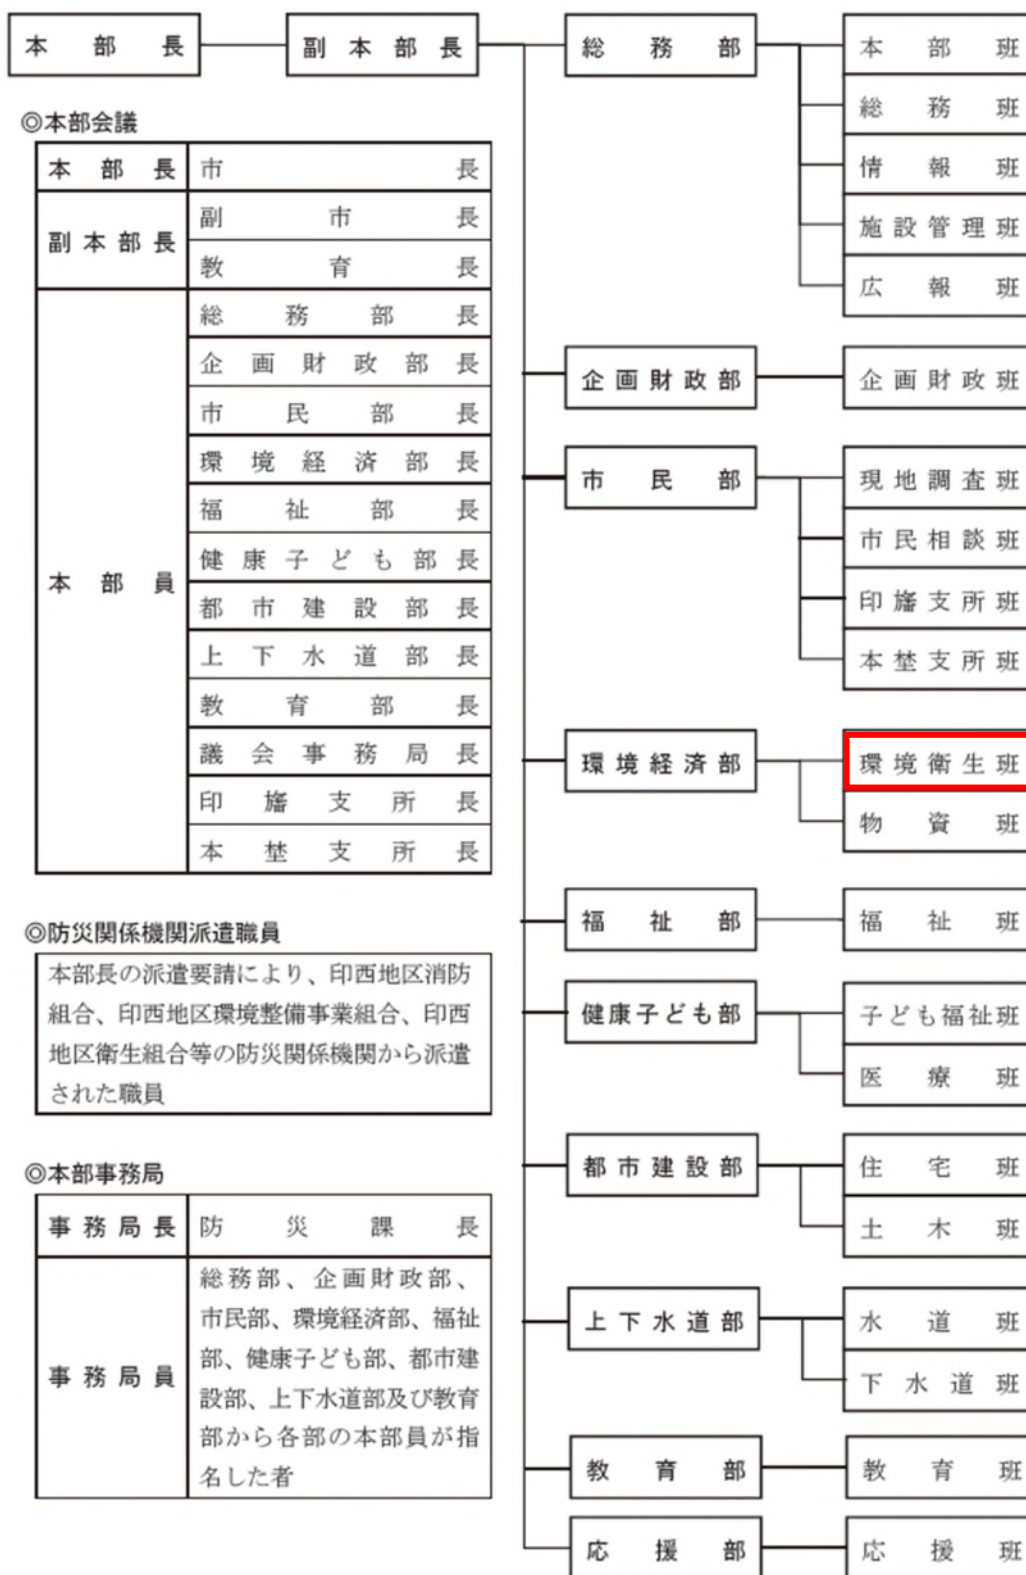 本部長
副本部長
総務部
本部班
総務班
情報班
施設管理班
広報班
◎本部会議
本部長 市長
副本部長 副市長
教育長
本部員 総務部長
企画財政部長
市民部長
環境経済部長
福祉部長
健康子ども部長
都市建設部長
上下水道部長
教育部長
議会事務局長
印旛支所長
本埜支所長
◎防災関係機関派遣職員
本部長の派遣要請により、印西地区消防
組合、印西地区環境整備事業組合、印西
地区衛生組合等の防災関係機関から派遣
された職員
◎本部事務局
事務局長 防災課長
事務局員 総務部、企画財政部、
市民部、環境経済部、福祉
部、健康子ども部、都市建
設部、上下水道部及び教育
部から各部の本部員が指
名した者
企画財政部
企画財政班
市民部
現地調査班
市民相談班
印旛支所班
本埜支所班
環境経済部
環境衛生班
物資班
福祉部
福祉班
健康子ども部
子ども福祉班
医療班
都市建設部
住宅班
土木班
上下水道部
水道班
下水道班
教育部
教育班
応援部
応援班